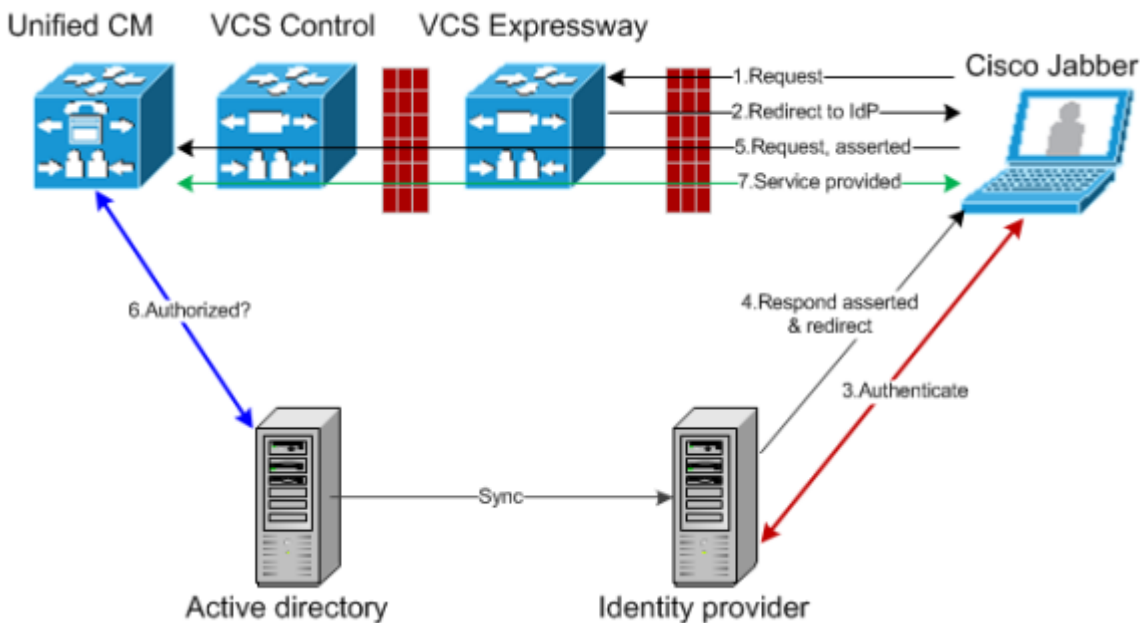 Unified CM
VCS Control
VCS Expressway
Cisco Jabber
1.Request
2.Redirect to IdP
5.Request, asserted
7.Service provided
6.Authorized?
4.Respond asserted
& redirect
3.Authenticate
Sync
Active directory
Identity provider